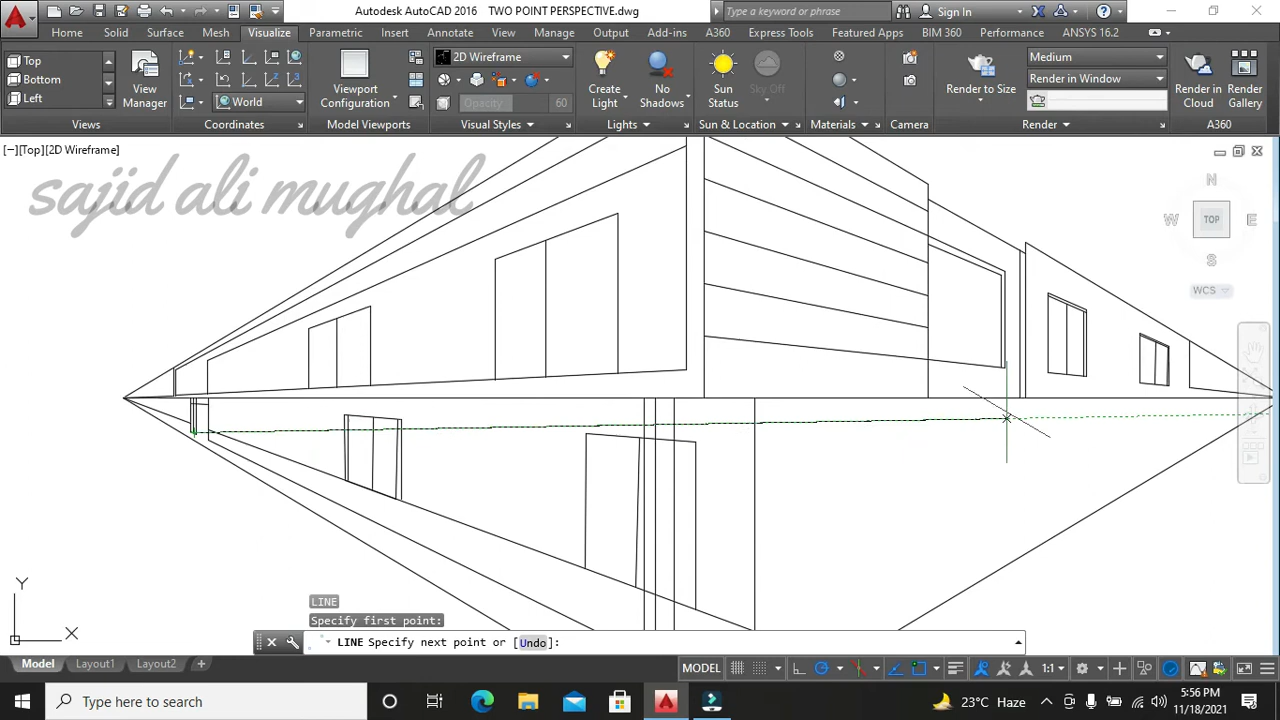 Autodesk AutoCAD 2016 TWO POINT PERSPECTIVE.dwg
Type a keyword or phrase
Sign In
Home Solid Surface Mesh Visualize Parametric Insert Annotate View Manage Output Add-ins A360 Express Tools Featured Apps BIM 360 Performance ANSYS 16.2
Top
Bottom
Left
View
Manager
World
Viewport
Configuration
2D Wireframe
Opacity 60
Create
Light
No
Shadows
Sun
Status
Sky Off
Render to Size
Medium
Render in Window
Render in
Cloud
Render
Gallery
Views Coordinates Model Viewports Visual Styles Lights Sun & Location Materials Camera Render A360
[−][Top][2D Wireframe]
sajid ali mughal
N
W TOP E
S
WCS
Y
X
LINE
Specify first point:
LINE Specify next point or [Undo]:
Model Layout1 Layout2 +
MODEL
1:1
Type here to search
23°C Haze
5:56 PM
11/18/2021